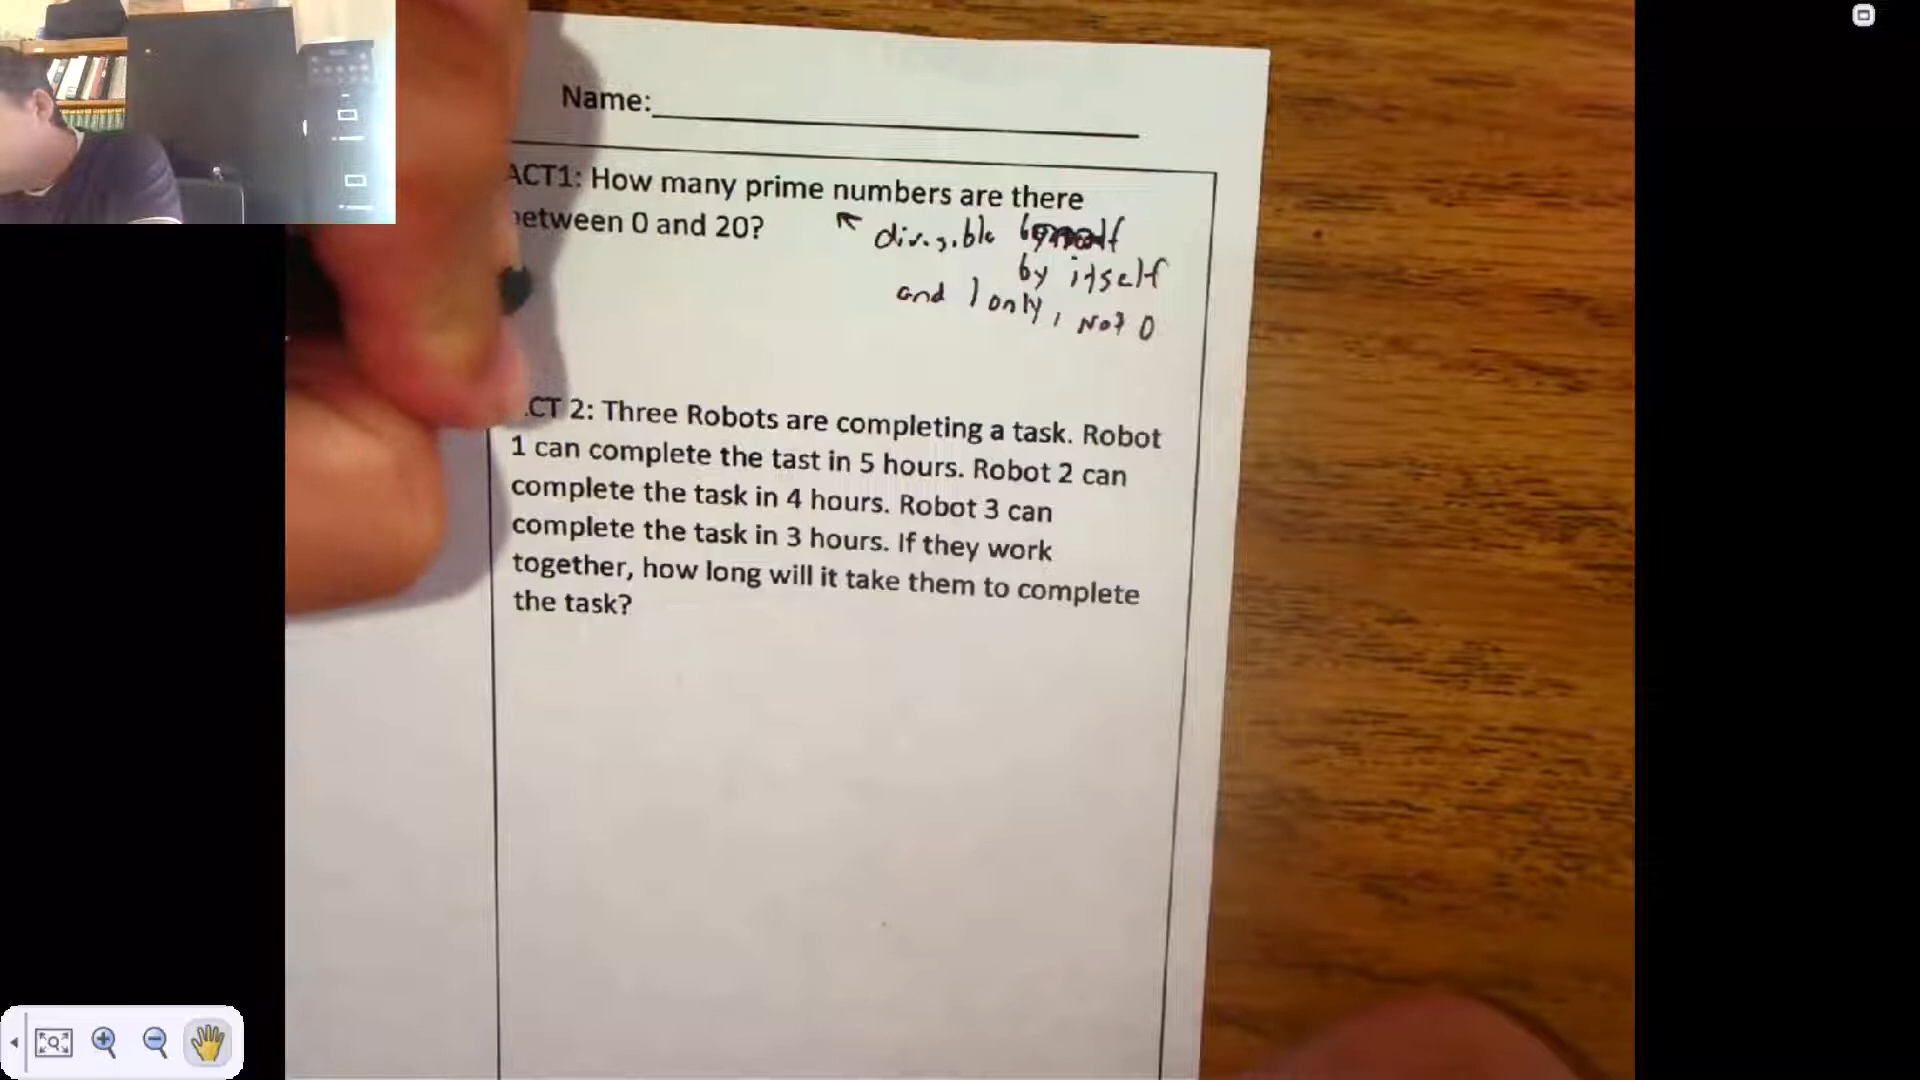 Name:
ACT1: How many prime numbers are there
between 0 and 20?
divisible
by itself
and 1 only, Not 0
CT 2: Three Robots are completing a task. Robot
1 can complete the tast in 5 hours. Robot 2 can
complete the task in 4 hours. Robot 3 can
complete the task in 3 hours. If they work
together, how long will it take them to complete
the task?